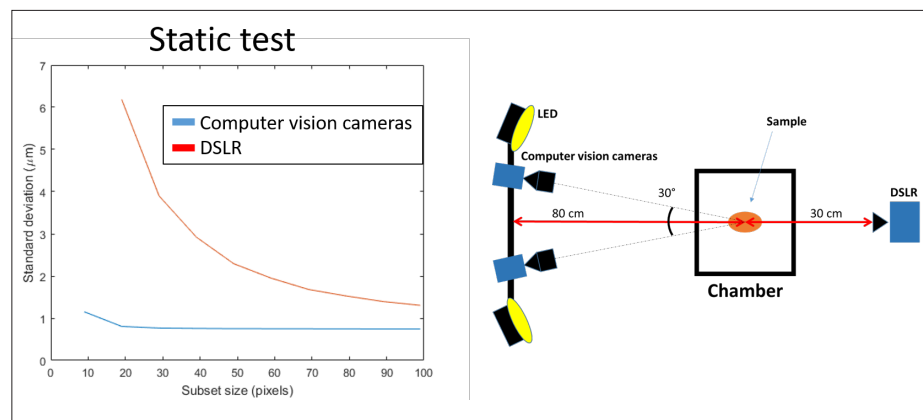 Static test
7
6
5
4
3
2
1
0
Standard deviation (μm)
Computer vision cameras
DSLR
10 20 30 40 50 60 70 80 90 100
Subset size (pixels)
LED
Computer vision cameras
Sample
DSLR
30°
80 cm
30 cm
Chamber